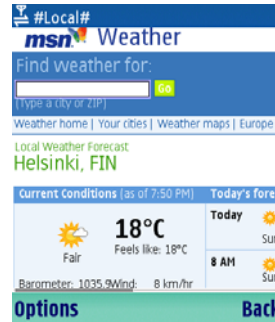 #Local#
msn Weather
Find weather for:
Go
(Type a city or ZIP)
Weather home | Your cities | Weather maps | Europe
Local Weather Forecast
Helsinki, FIN
Current Conditions (as of 7:50 PM) Today's fore
Today
18°C
Sun
Fair
Feels like: 18°C
8 AM
Sun
Barometer: 1035.9 Wind: 8 km/hr
Options Back